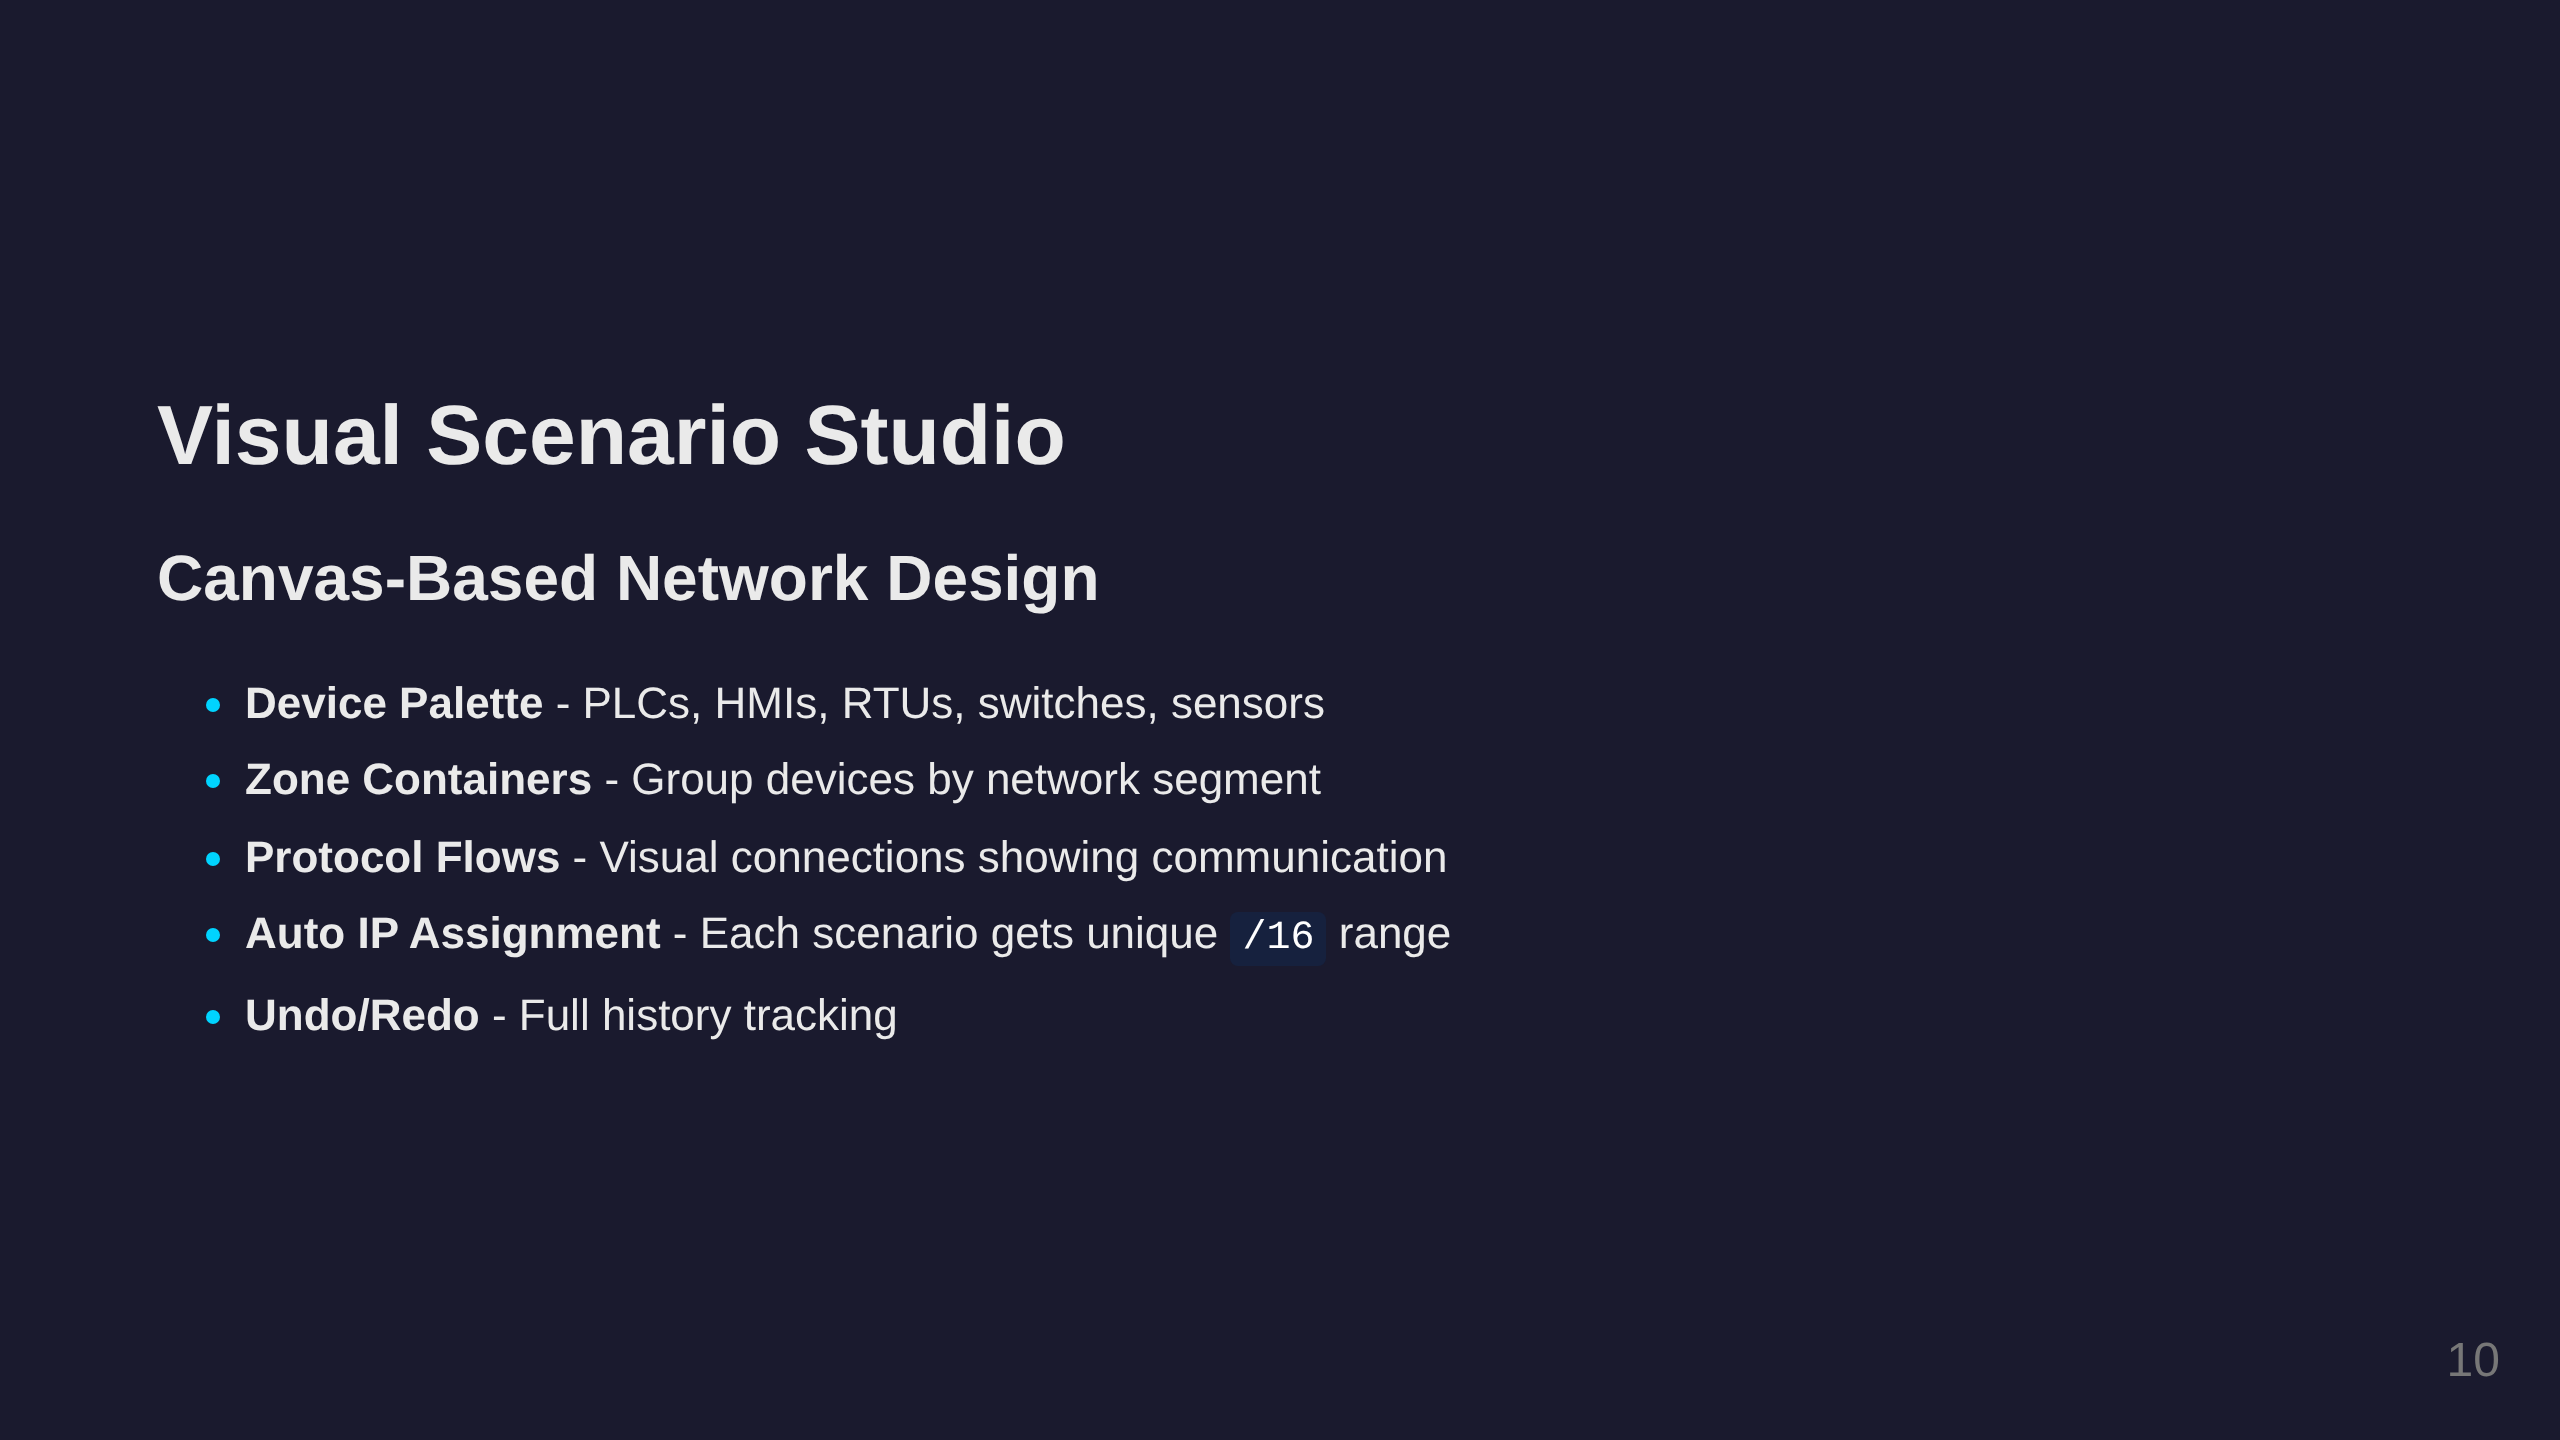 Visual Scenario Studio
Canvas-Based Network Design
• Device Palette - PLCs, HMIs, RTUs, switches, sensors
• Zone Containers - Group devices by network segment
• Protocol Flows - Visual connections showing communication
• Auto IP Assignment - Each scenario gets unique /16 range
• Undo/Redo - Full history tracking
10